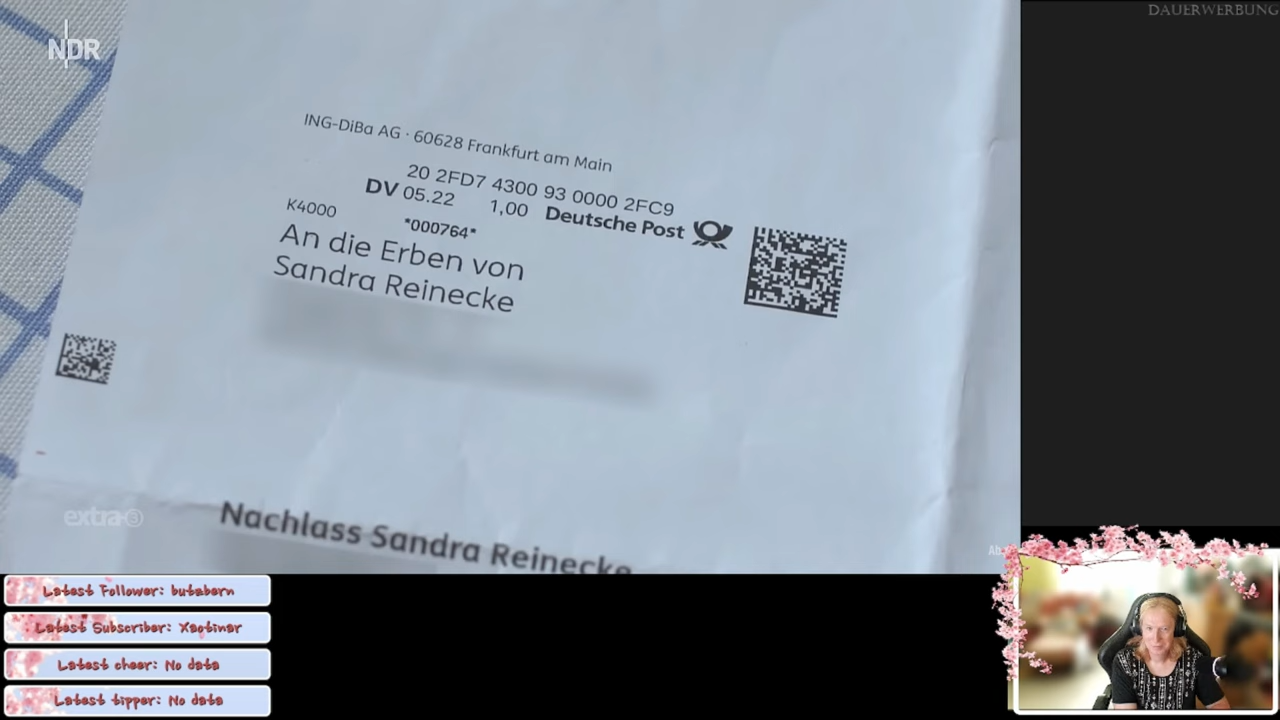 DAUERWERBUNG
NDR
ING-DiBa AG · 60628 Frankfurt am Main
20 2FD7 4300 93 0000 2FC9
DV 05.22 1,00 Deutsche Post
K4000 *000764*
An die Erben von
Sandra Reinecke
extra3
Nachlass Sandra Reinecke
Latest Follower: butzbern
Latest Subscriber: Xaotinar
Latest cheer: No data
Latest tipper: No data